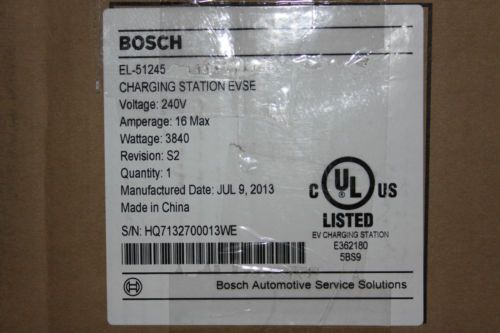 BOSCH
EL-51245
CHARGING STATION EVSE
Voltage: 240V
Amperage: 16 Max
Wattage: 3840
Revision: S2
Quantity: 1
Manufactured Date: JUL 9, 2013
Made in China
S/N: HQ7132700013WE
C UL US
LISTED
EV CHARGING STATION
E362180
5BS9
Bosch Automotive Service Solutions